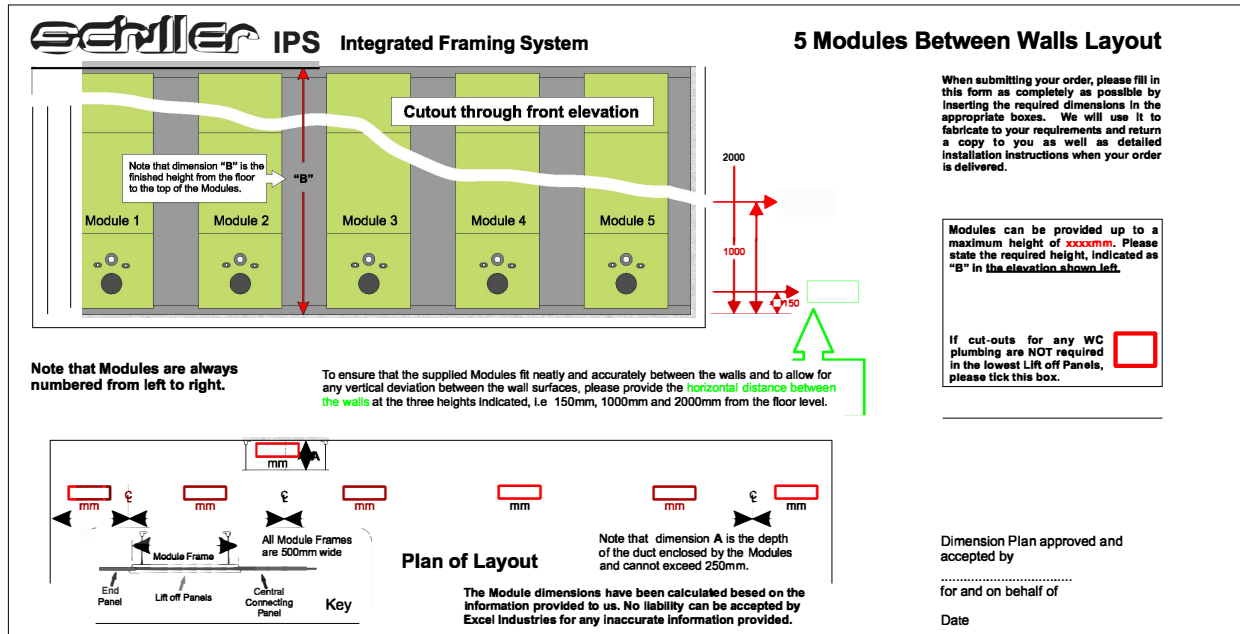 Schiller IPS Integrated Framing System
5 Modules Between Walls Layout
When submitting your order, please fill in
this form as completely as possible by
inserting the required dimensions in the
appropriate boxes. We will use it to
fabricate to your requirements and return
a copy to you as well as detailed
installation instructions when your order
is delivered.
Cutout through front elevation
Note that dimension “B” is the
finished height from the floor
to the top of the Modules.
“B”
Module 1
Module 2
Module 3
Module 4
Module 5
2000
1000
150
Modules can be provided up to a
maximum height of xxxxmm. Please
state the required height, indicated as
“B” in the elevation shown left.
If cut-outs for any WC
plumbing are NOT required
in the lowest Lift off Panels,
please tick this box.
Note that Modules are always
numbered from left to right.
To ensure that the supplied Modules fit neatly and accurately between the walls and to allow for
any vertical deviation between the wall surfaces, please provide the horizontal distance between
the walls at the three heights indicated, i.e 150mm, 1000mm and 2000mm from the floor level.
mm
A
mm
mm
mm
mm
mm
mm
All Module Frames
are 500mm wide
Module Frame
End
Panel
Lift off Panels
Central
Connecting
Panel
Key
Plan of Layout
Note that dimension A is the depth
of the duct enclosed by the Modules
and cannot exceed 250mm.
The Module dimensions have been calculated besed on the
information provided to us. No liability can be accepted by
Excel Industries for any inaccurate information provided.
Dimension Plan approved and
accepted by
...................................
for and on behalf of
Date